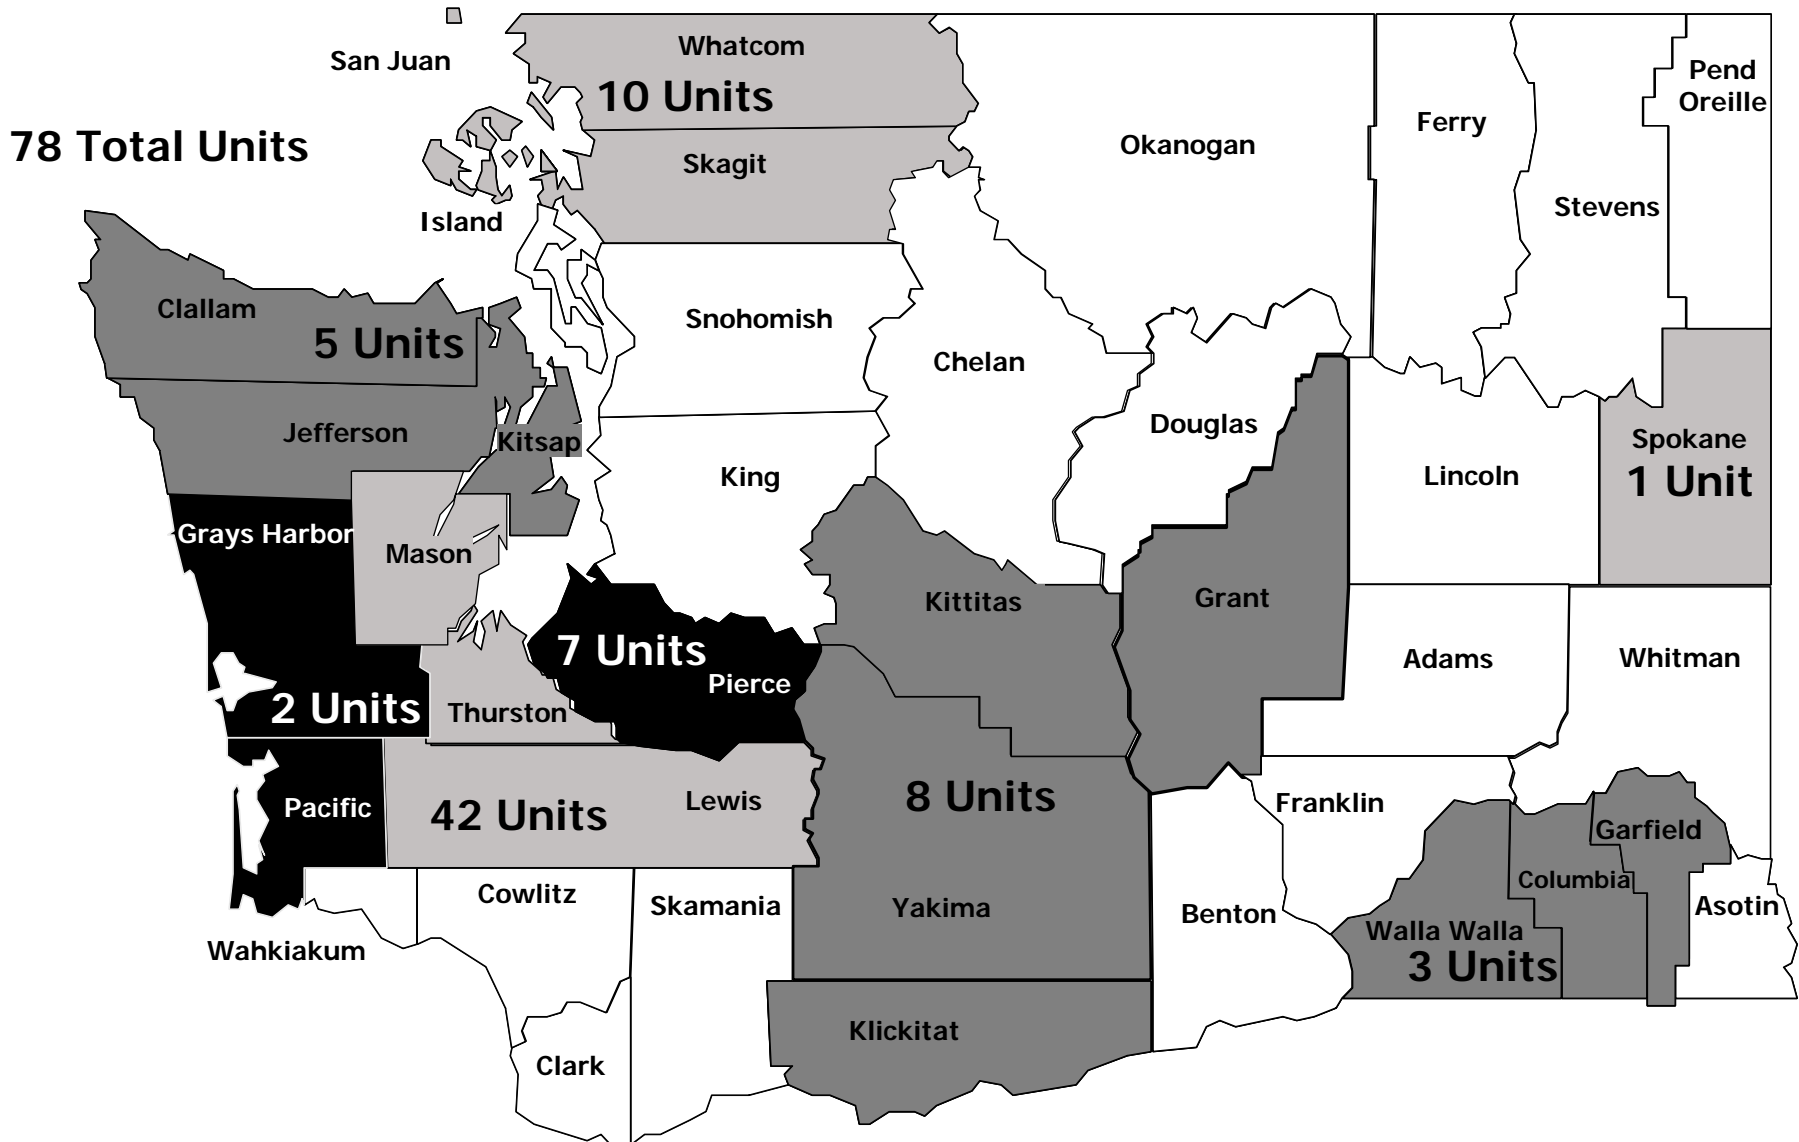 Whatcom
San Juan
10 Units
Pend
Oreille
Ferry
78 Total Units
Okanogan
Skagit
Stevens
Island
Clallam
5 Units
Snohomish
Chelan
Jefferson
Kitsap
Douglas
Spokane
1 Unit
King
Lincoln
Grays Harbor
Mason
Kittitas
Grant
7 Units
Pierce
Adams
Whitman
2 Units
Thurston
Pacific
42 Units
Lewis
8 Units
Franklin
Garfield
Columbia
Cowlitz
Skamania
Yakima
Benton
Asotin
Walla Walla
3 Units
Wahkiakum
Klickitat
Clark